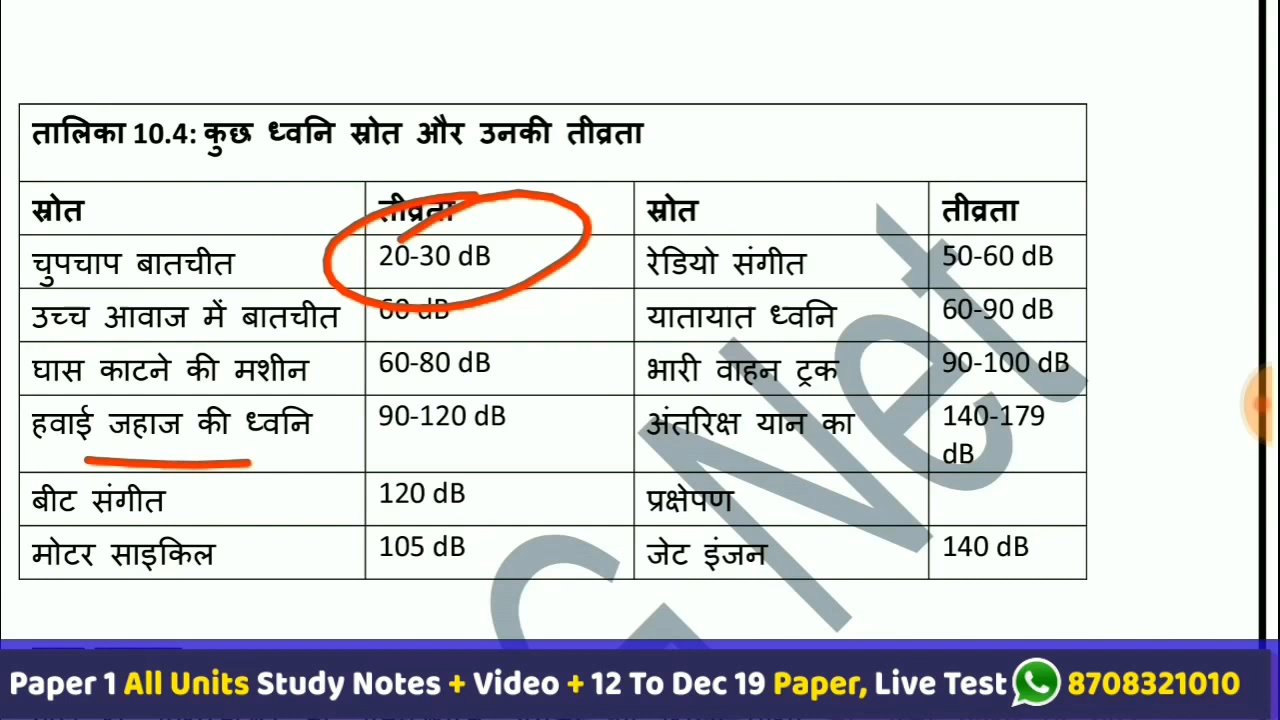 तालिका 10.4: कुछ ध्वनि स्रोत और उनकी तीव्रता
स्रोत तीव्रता स्रोत तीव्रता
चुपचाप बातचीत 20-30 dB रेडियो संगीत 50-60 dB
उच्च आवाज में बातचीत 60 dB यातायात ध्वनि 60-90 dB
घास काटने की मशीन 60-80 dB भारी वाहन ट्रक 90-100 dB
हवाई जहाज की ध्वनि 90-120 dB अंतरिक्ष यान का 140-179
dB
बीट संगीत 120 dB प्रक्षेपण
मोटर साइकिल 105 dB जेट इंजन 140 dB
G Net
Paper 1 All Units Study Notes + Video + 12 To Dec 19 Paper, Live Test 8708321010